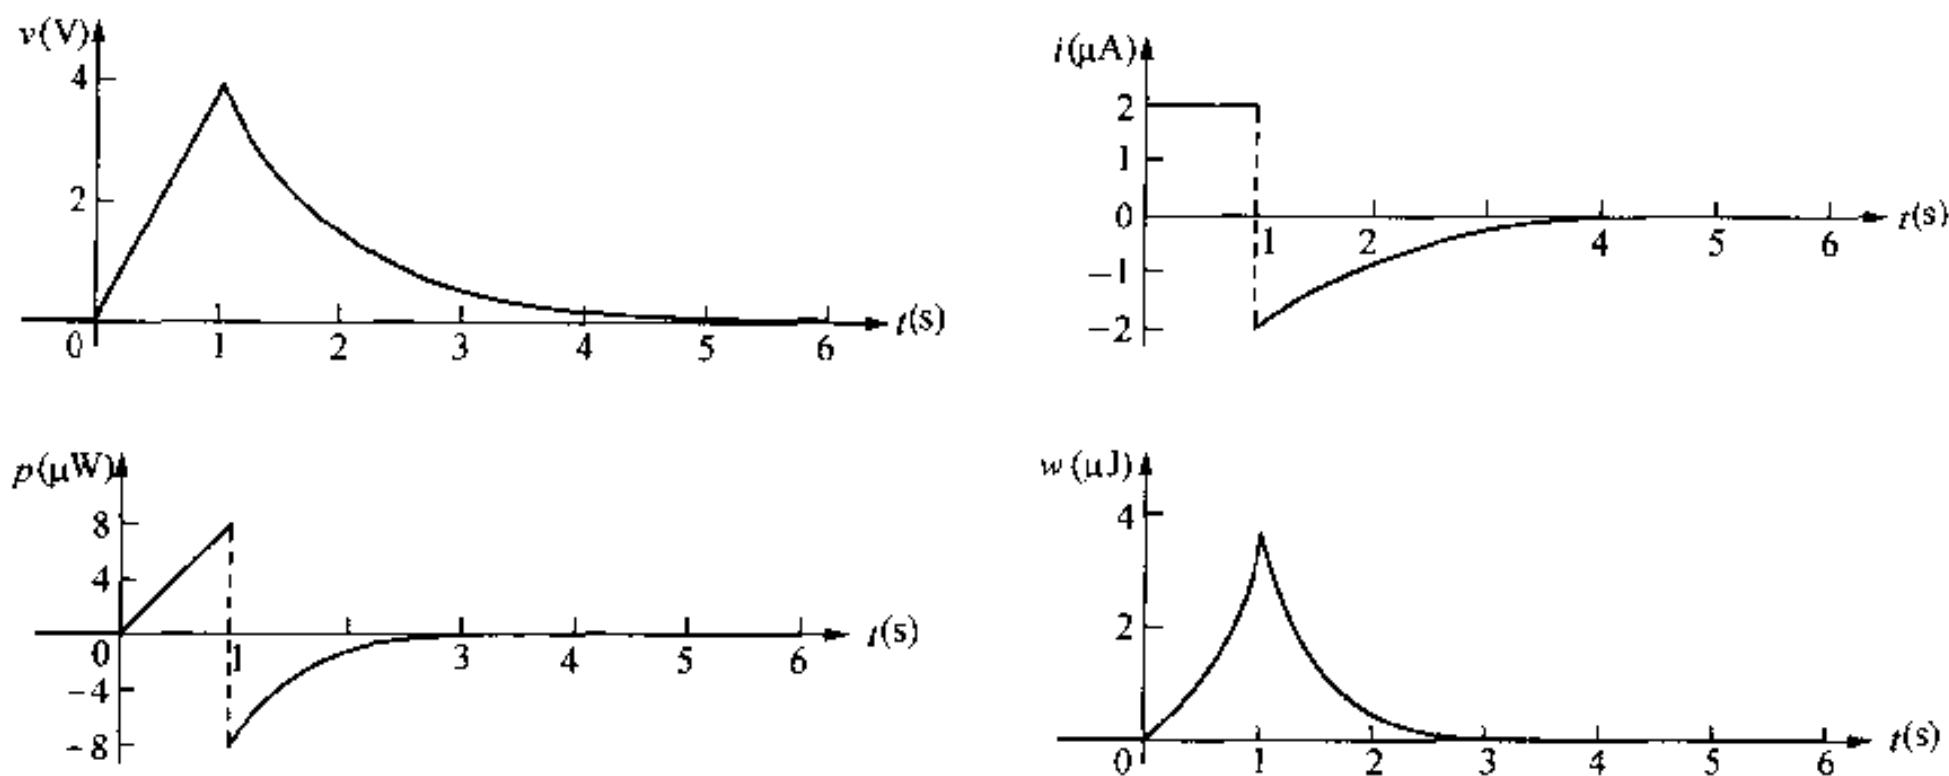 v(V)
4
2
0 1 2 3 4 5 6 t(s)
i(μA)
2
1
0
1 2 4 5 6 t(s)
−1
−2
p(μW)
8
4
0 1 3 4 5 6 t(s)
−4
−8
w(μJ)
4
2
0 1 2 3 4 5 6 t(s)